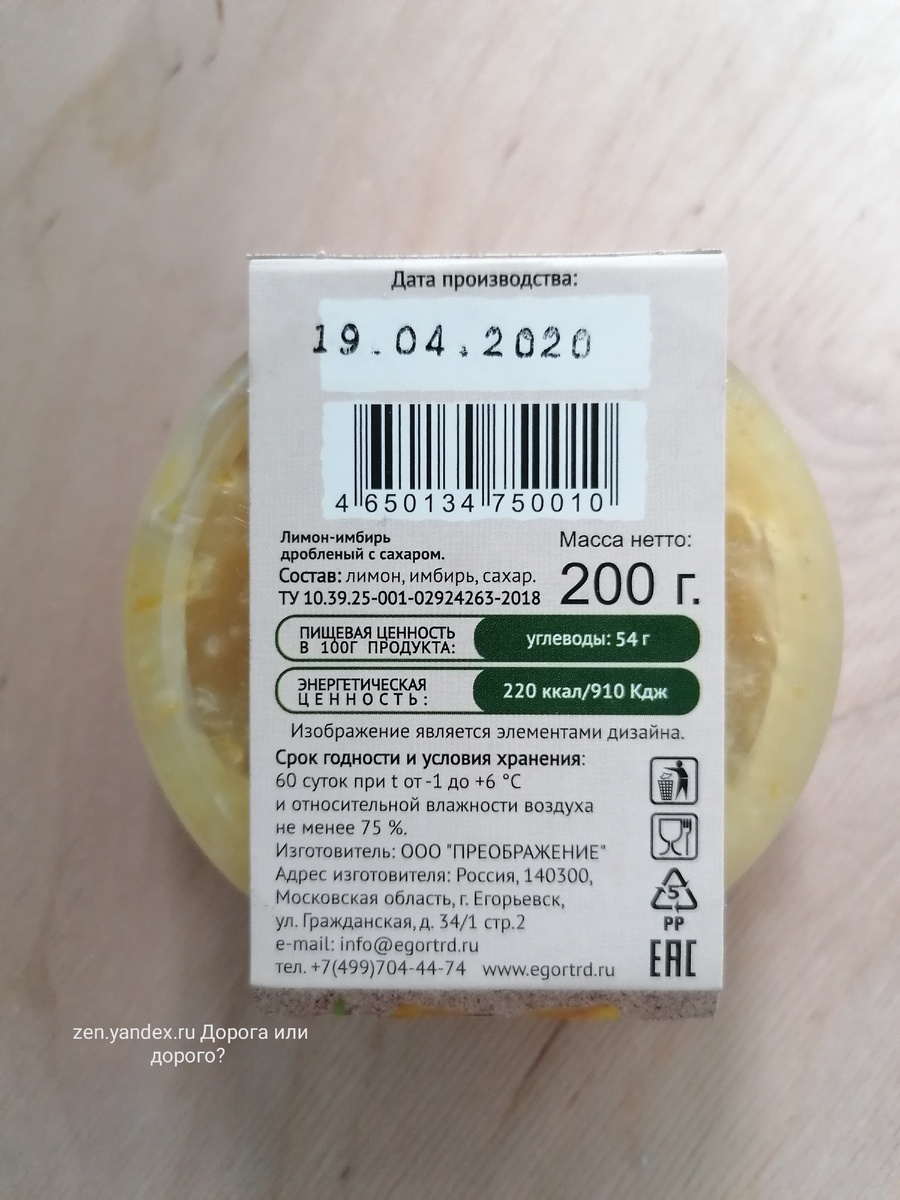 Дата производства:
19.04.2020
4 650134 750010
Лимон-имбирь
дробленый с сахаром.
Состав: лимон, имбирь, сахар.
ТУ 10.39.25-001-02924263-2018
Масса нетто:
200 г.
ПИЩЕВАЯ ЦЕННОСТЬ
В 100Г ПРОДУКТА:
углеводы: 54 г
ЭНЕРГЕТИЧЕСКАЯ
ЦЕННОСТЬ:
220 ккал/910 Кдж
Изображение является элементами дизайна.
Срок годности и условия хранения:
60 суток при t от -1 до +6 °C
и относительной влажности воздуха
не менее 75 %.
Изготовитель: ООО "ПРЕОБРАЖЕНИЕ"
Адрес изготовителя: Россия, 140300,
Московская область, г. Егорьевск,
ул. Гражданская, д. 34/1 стр.2
e-mail: info@egortrd.ru
тел. +7(499)704-44-74 www.egortrd.ru
5
PP
EAC
zen.yandex.ru Дорога или
дорого?